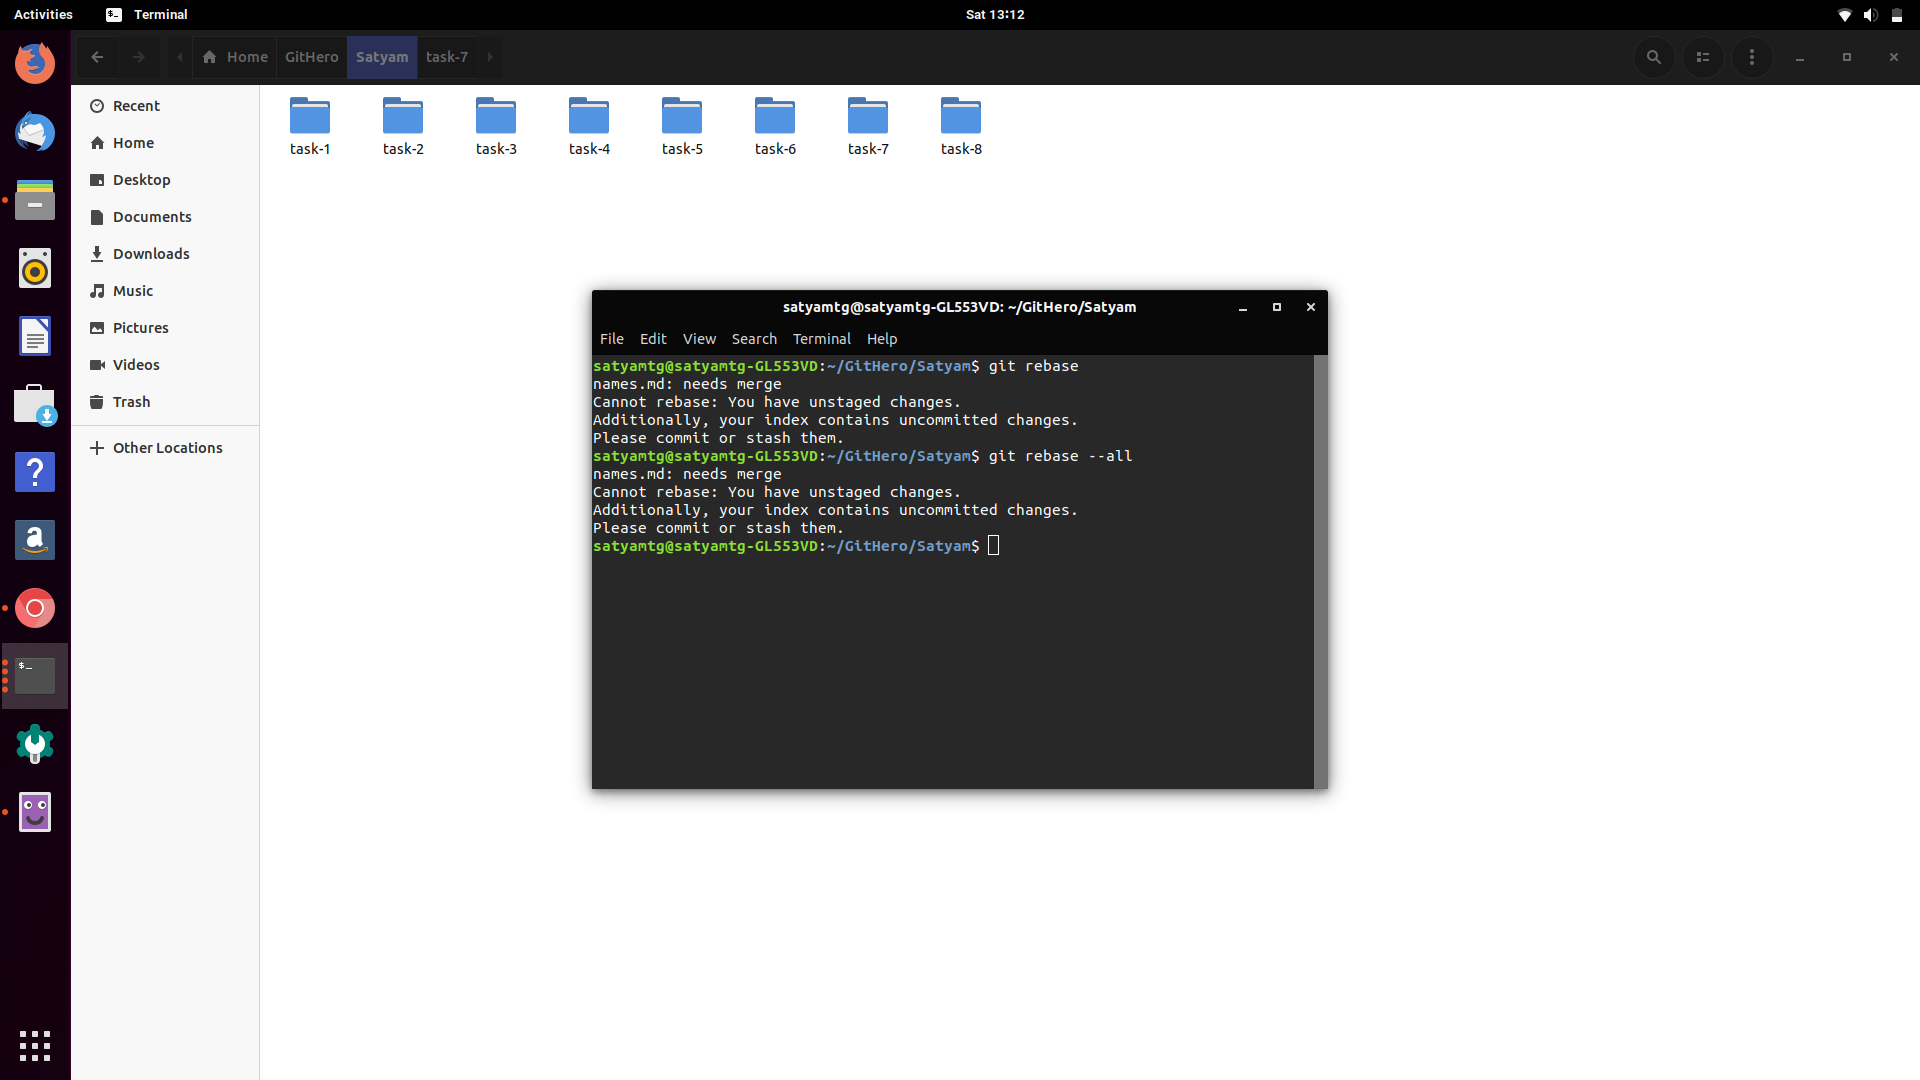 Activities
Terminal
Sat 13:12
Home
GitHero
Satyam
task-7
Recent
Home
Desktop
Documents
Downloads
Music
Pictures
Videos
Trash
Other Locations
task-1
task-2
task-3
task-4
task-5
task-6
task-7
task-8
satyamtg@satyamtg-GL553VD: ~/GitHero/Satyam
File Edit View Search Terminal Help
satyamtg@satyamtg-GL553VD:~/GitHero/Satyam$ git rebase
names.md: needs merge
Cannot rebase: You have unstaged changes.
Additionally, your index contains uncommitted changes.
Please commit or stash them.
satyamtg@satyamtg-GL553VD:~/GitHero/Satyam$ git rebase --all
names.md: needs merge
Cannot rebase: You have unstaged changes.
Additionally, your index contains uncommitted changes.
Please commit or stash them.
satyamtg@satyamtg-GL553VD:~/GitHero/Satyam$